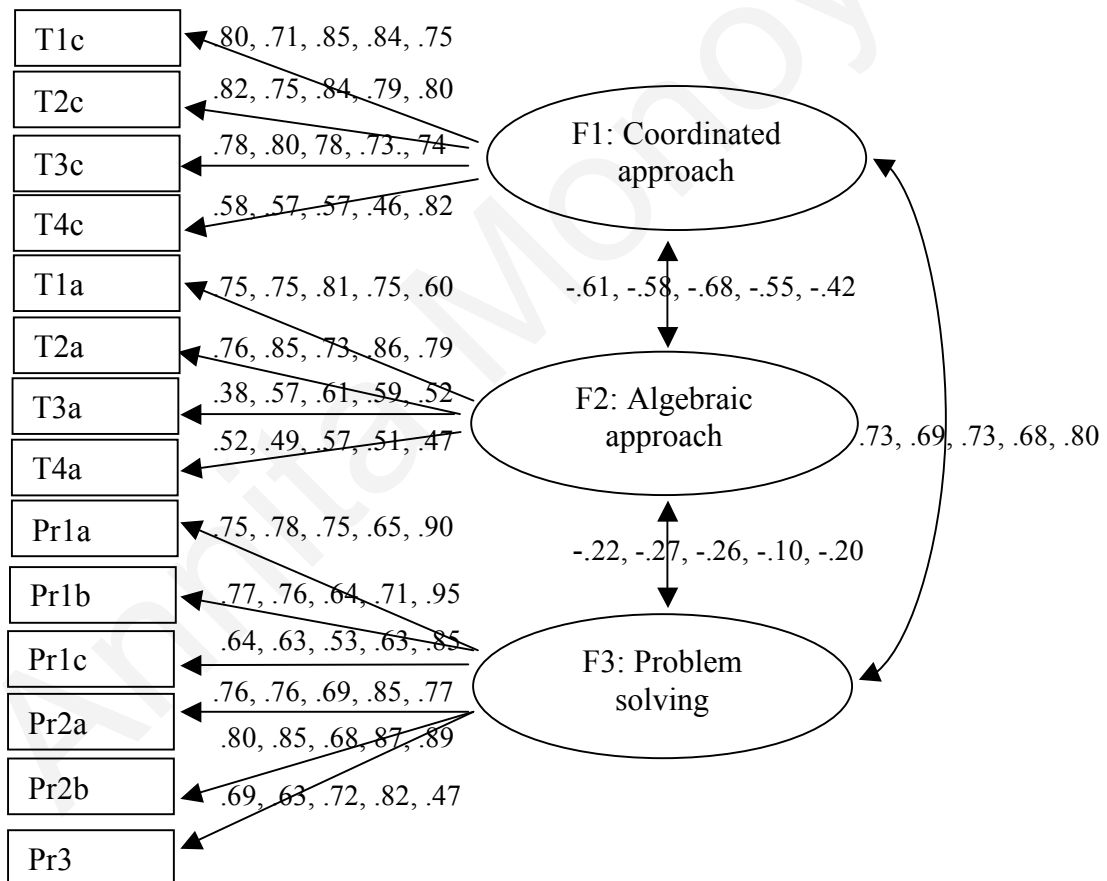 T1c
.80, .71, .85, .84, .75
T2c
.82, .75, .84, .79, .80
F1: Coordinated
approach
T3c
.78, .80, 78, .73., 74
T4c
.58, .57, .57, .46, .82
T1a
.75, .75, .81, .75, .60
-.61, -.58, -.68, -.55, -.42
T2a
.76, .85, .73, .86, .79
T3a
.38, .57, .61, .59, .52
F2: Algebraic
approach
T4a
.52, .49, .57, .51, .47
.73, .69, .73, .68, .80
Pr1a
.75, .78, .75, .65, .90
-.22, -.27, -.26, -.10, -.20
Pr1b
.77, .76, .64, .71, .95
Pr1c
.64, .63, .53, .63, .85
F3: Problem
solving
Pr2a
.76, .76, .69, .85, .77
.80, .85, .68, .87, .89
Pr2b
.69, .63, .72, .82, .47
Pr3
Annita Monoy